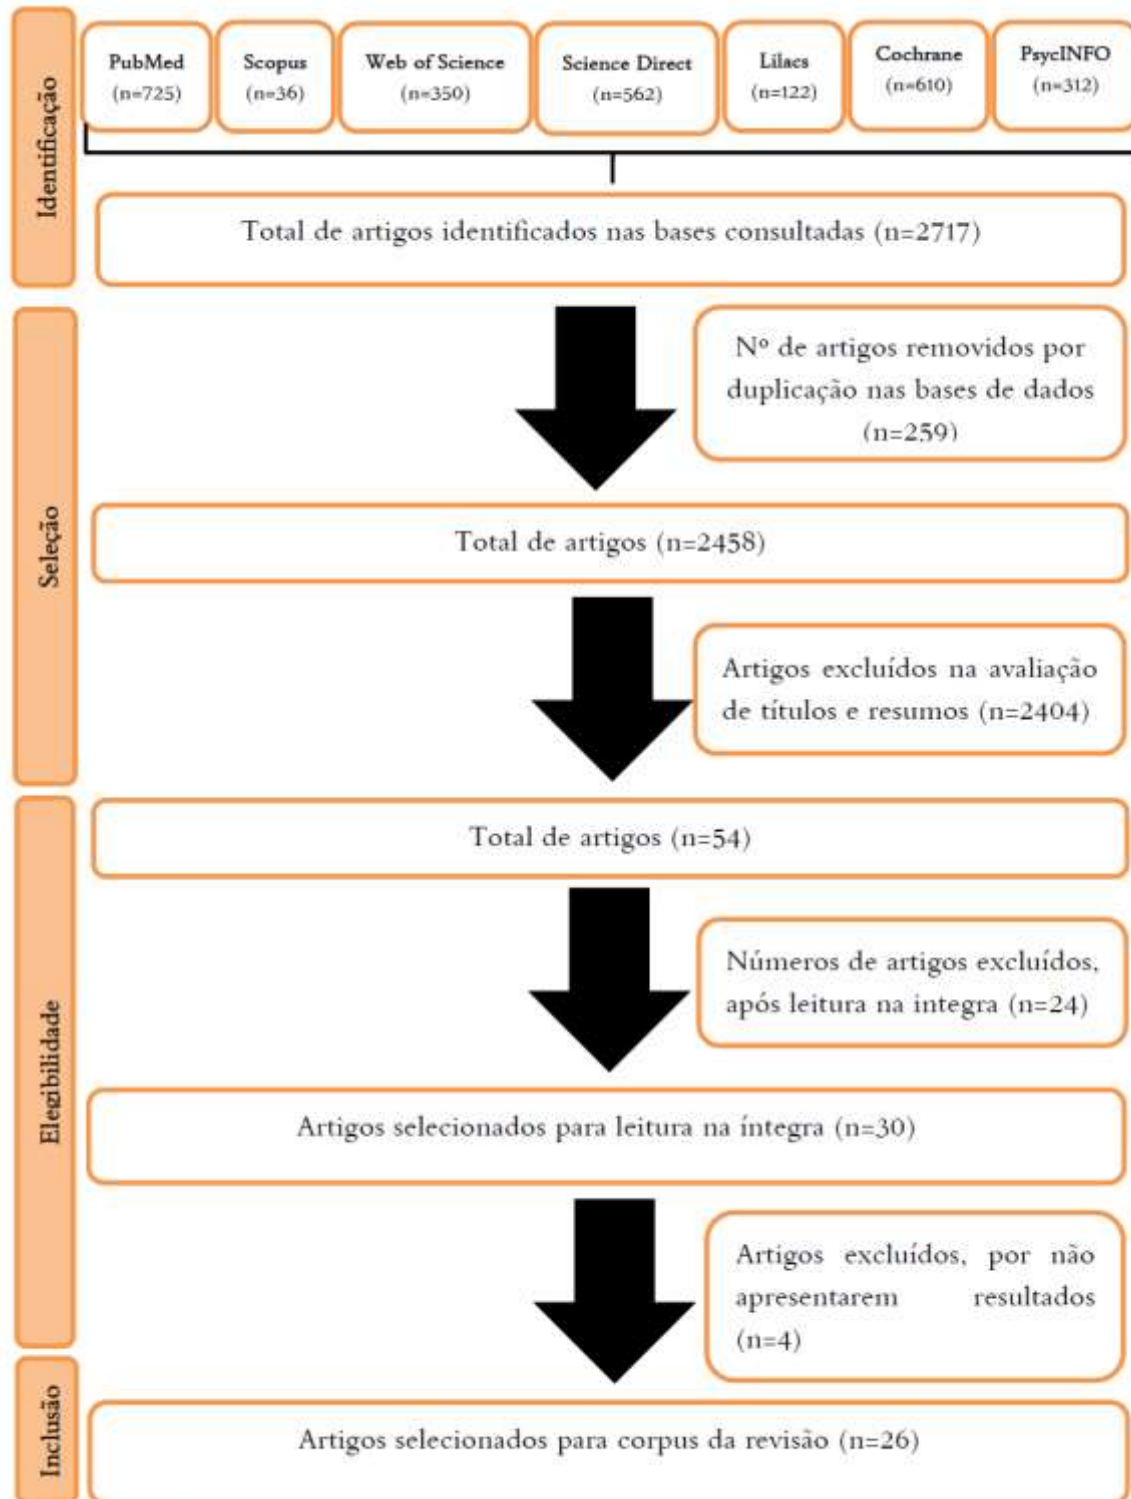 Identificação
PubMed
(n=725)
Scopus
(n=36)
Web of Science
(n=350)
Science Direct
(n=562)
Lilacs
(n=122)
Cochrane
(n=610)
PsycINFO
(n=312)
Total de artigos identificados nas bases consultadas (n=2717)
Seleção
Nº de artigos removidos por
duplicação nas bases de dados
(n=259)
Total de artigos (n=2458)
Artigos excluídos na avaliação
de títulos e resumos (n=2404)
Elegibilidade
Total de artigos (n=54)
Números de artigos excluídos,
após leitura na integra (n=24)
Artigos selecionados para leitura na íntegra (n=30)
Artigos excluídos, por não
apresentarem resultados
(n=4)
Inclusão
Artigos selecionados para corpus da revisão (n=26)